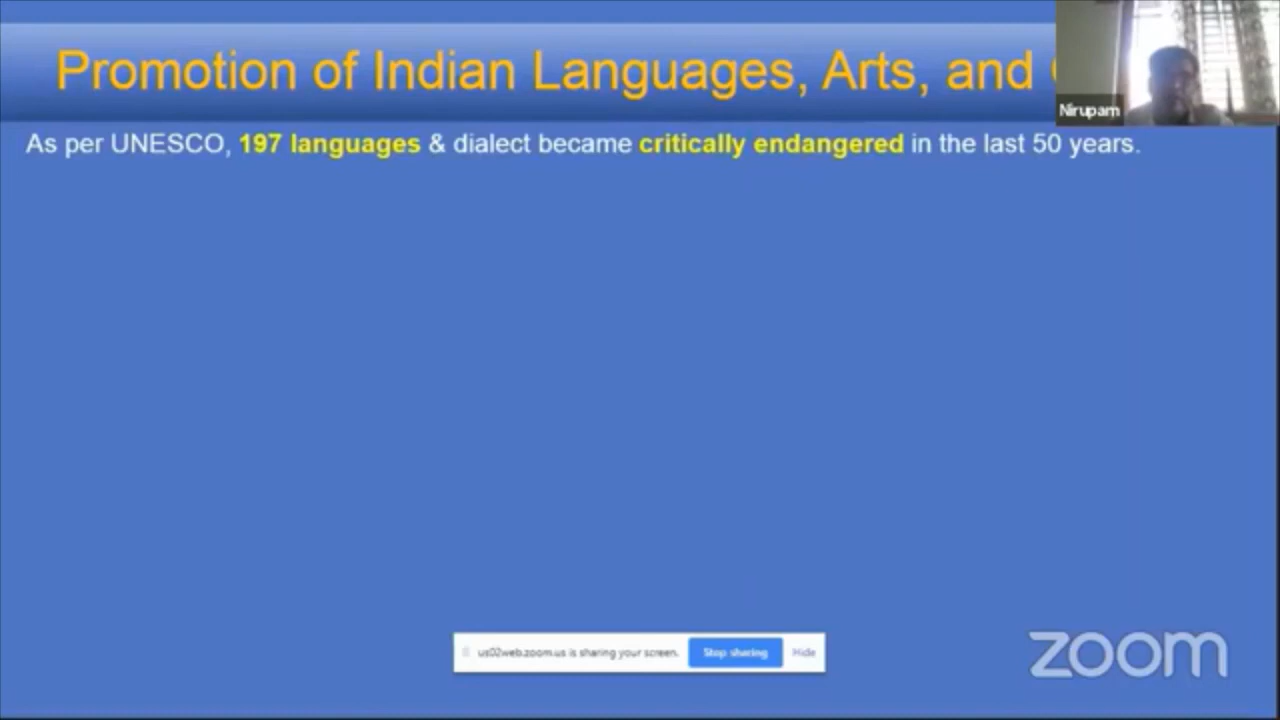 Promotion of Indian Languages, Arts, and
Nirupam
As per UNESCO, 197 languages & dialect became critically endangered in the last 50 years.
us02web.zoom.us is sharing your screen. Stop sharing Hide
zoom